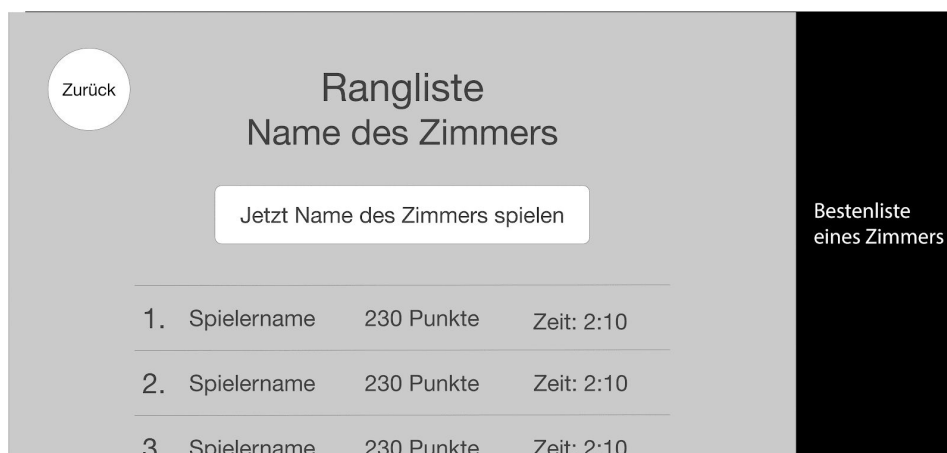 Zurück
Rangliste
Name des Zimmers
Jetzt Name des Zimmers spielen
1. Spielername 230 Punkte Zeit: 2:10
2. Spielername 230 Punkte Zeit: 2:10
3. Spielername 230 Punkte Zeit: 2:10
Bestenliste
eines Zimmers